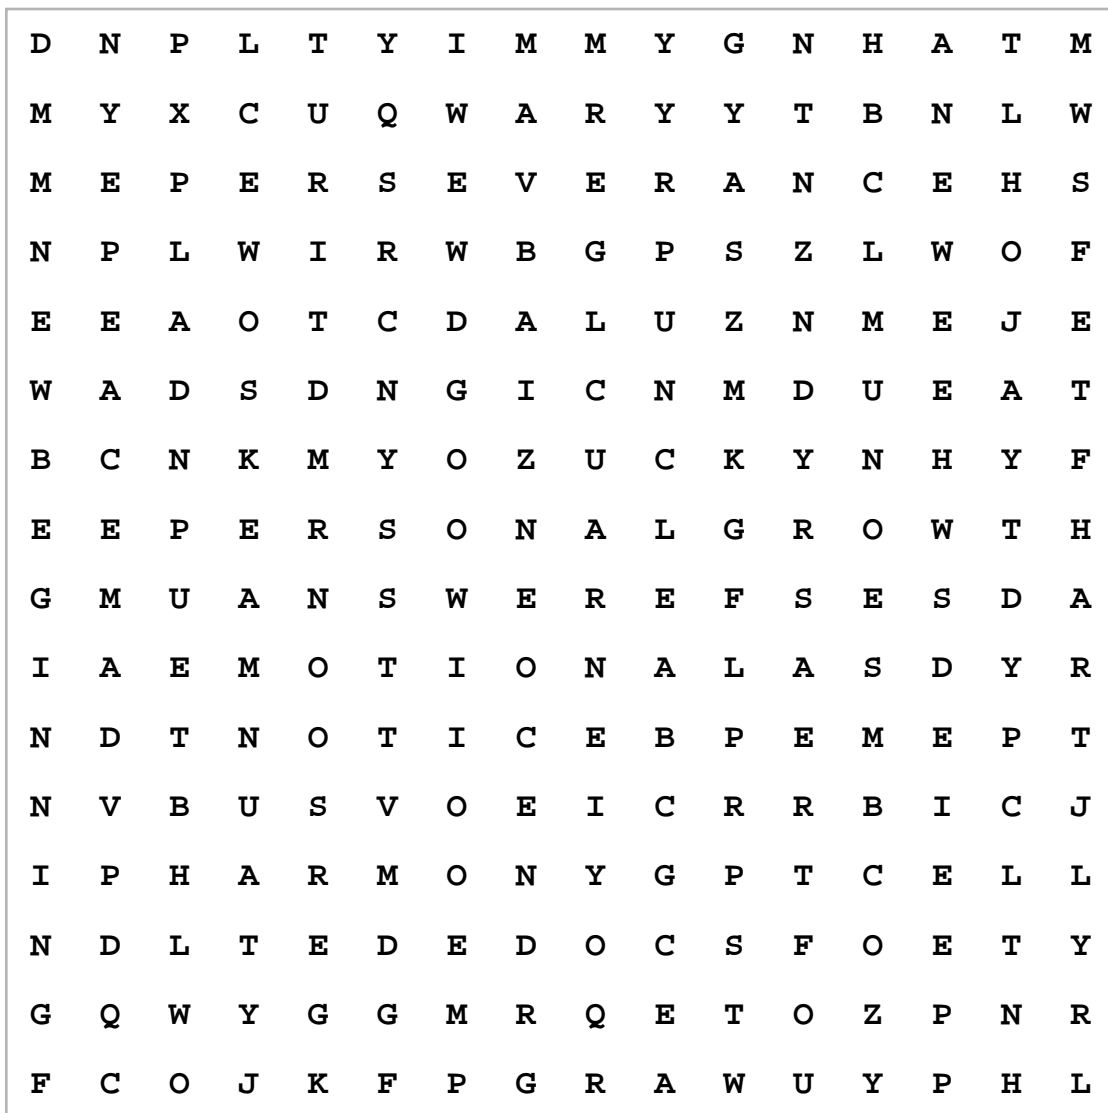 D N P L T Y I M M Y G N H A T M
M Y X C U Q W A R Y Y T B N L W
M E P E R S E V E R A N C E H S
N P L W I R W B G P S Z L W O F
E E A O T C D A L U Z N M E J E
W A D S D N G I C N M D U E A T
B C N K M Y O Z U C K Y N H Y F
E E P E R S O N A L G R O W T H
G M U A N S W E R E F S E S D A
I A E M O T I O N A L A S D Y R
N D T N O T I C E B P E M E P T
N V B U S V O E I C R R B I C J
I P H A R M O N Y G P T C E L L
N D L T E D E D O C S F O E T Y
G Q W Y G G M R Q E T O Z P N R
F C O J K F P G R A W U Y P H L